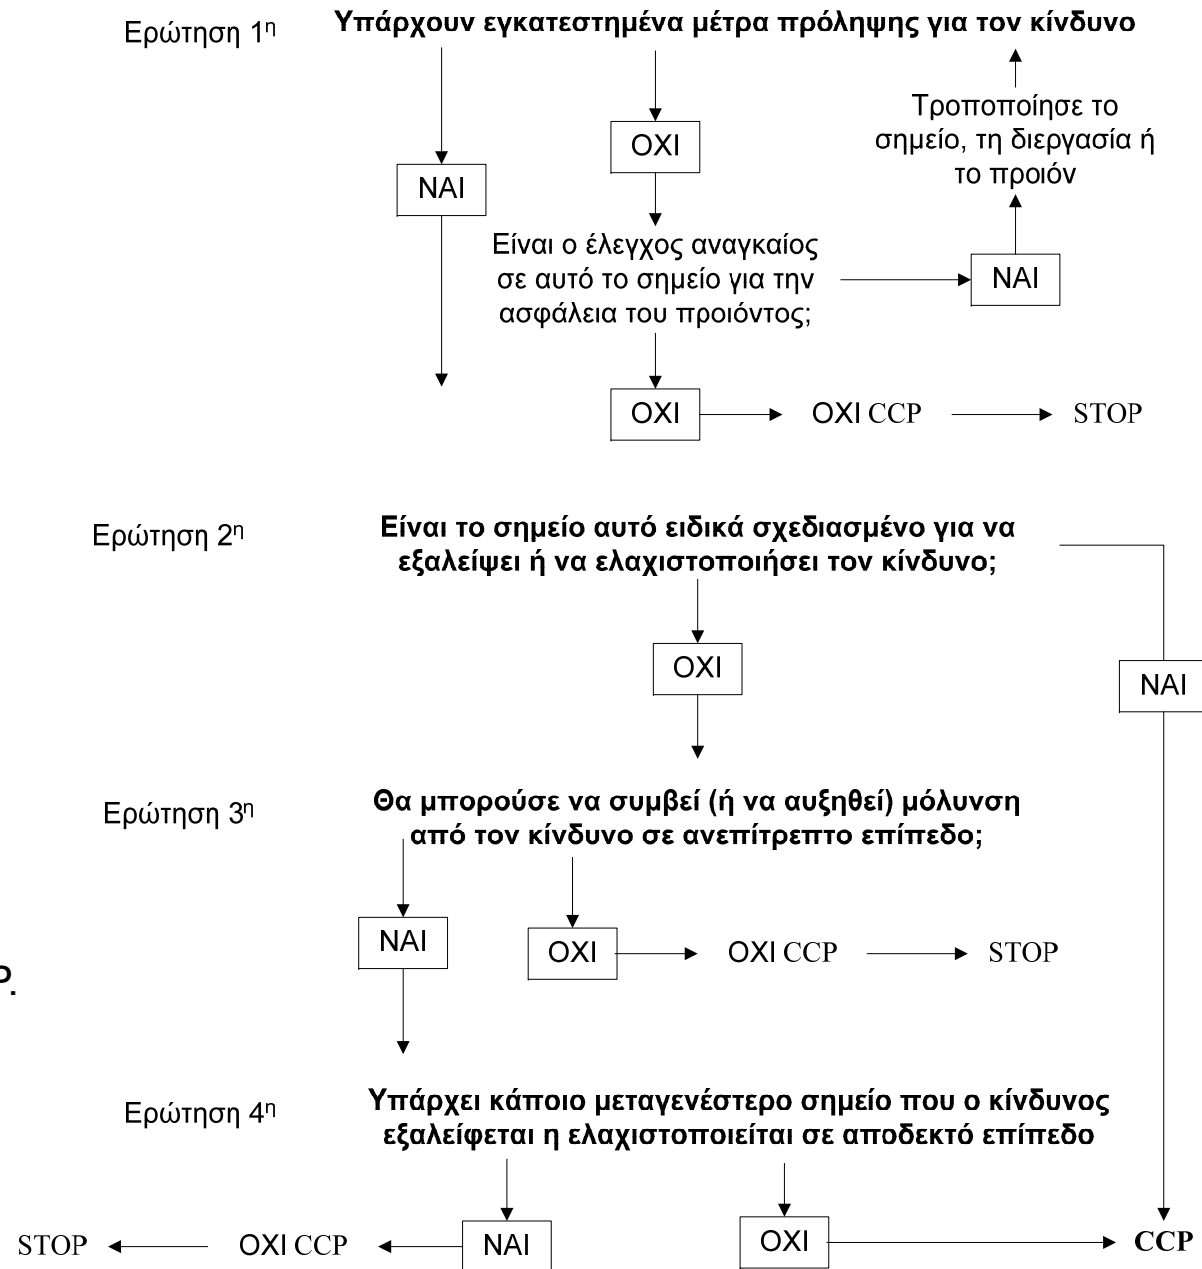 Ερώτηση 1η
Υπάρχουν εγκατεστημένα μέτρα πρόληψης για τον κίνδυνο
Τροποποίησε το
σημείο, τη διεργασία ή
το προιόν
ΟΧΙ
ΝΑΙ
Είναι ο έλεγχος αναγκαίος
σε αυτό το σημείο για την
ασφάλεια του προιόντος;
ΝΑΙ
ΟΧΙ
ΟΧΙ CCP
STOP
Ερώτηση 2η
Είναι το σημείο αυτό ειδικά σχεδιασμένο για να
εξαλείψει ή να ελαχιστοποιήσει τον κίνδυνο;
ΟΧΙ
ΝΑΙ
Ερώτηση 3η
Θα μπορούσε να συμβεί (ή να αυξηθεί) μόλυνση
από τον κίνδυνο σε ανεπίτρεπτο επίπεδο;
ΝΑΙ
ΟΧΙ
ΟΧΙ CCP
STOP
P.
Ερώτηση 4η
Υπάρχει κάποιο μεταγενέστερο σημείο που ο κίνδυνος
εξαλείφεται η ελαχιστοποιείται σε αποδεκτό επίπεδο
STOP
ΟΧΙ CCP
ΝΑΙ
ΟΧΙ
CCP